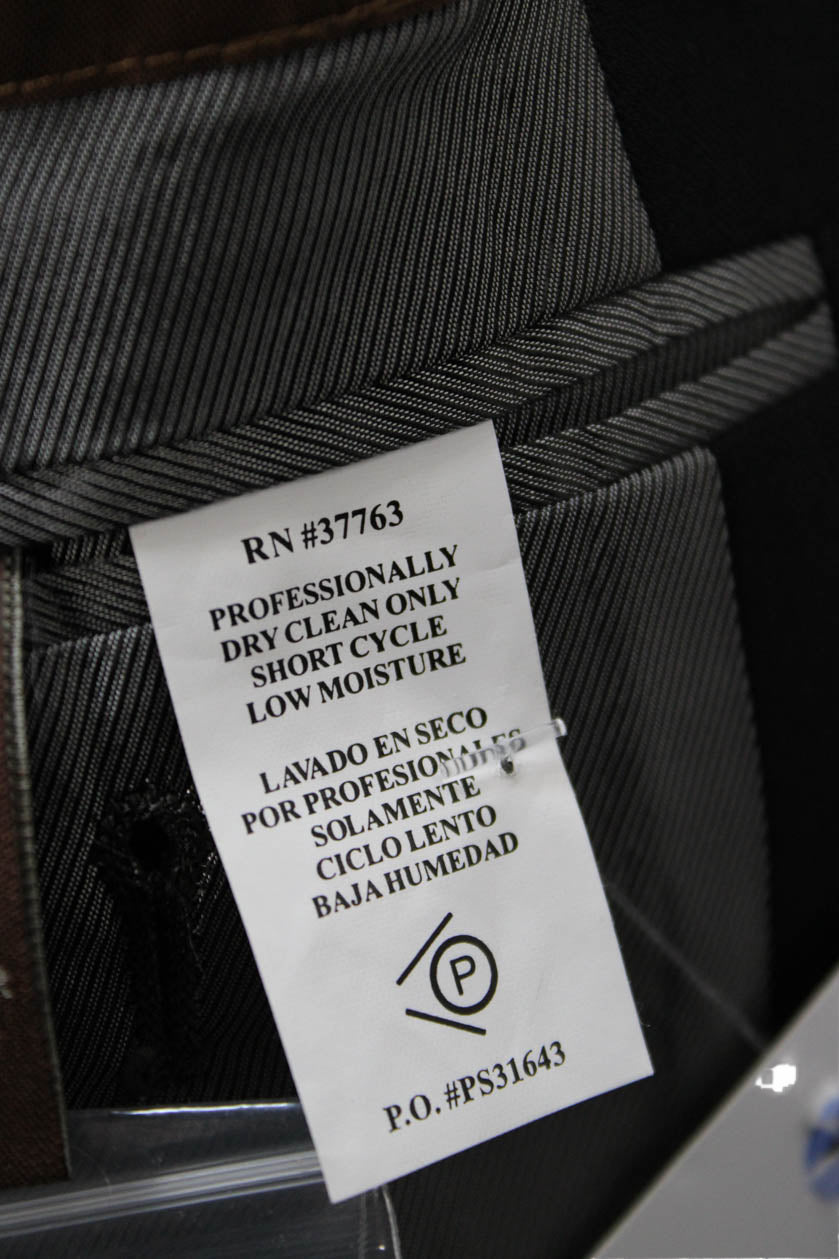 RN #37763
PROFESSIONALLY
DRY CLEAN ONLY
SHORT CYCLE
LOW MOISTURE
LAVADO EN SECO
POR PROFESIONALES
SOLAMENTE
CICLO LENTO
BAJA HUMEDAD
P
P.O. #PS31643